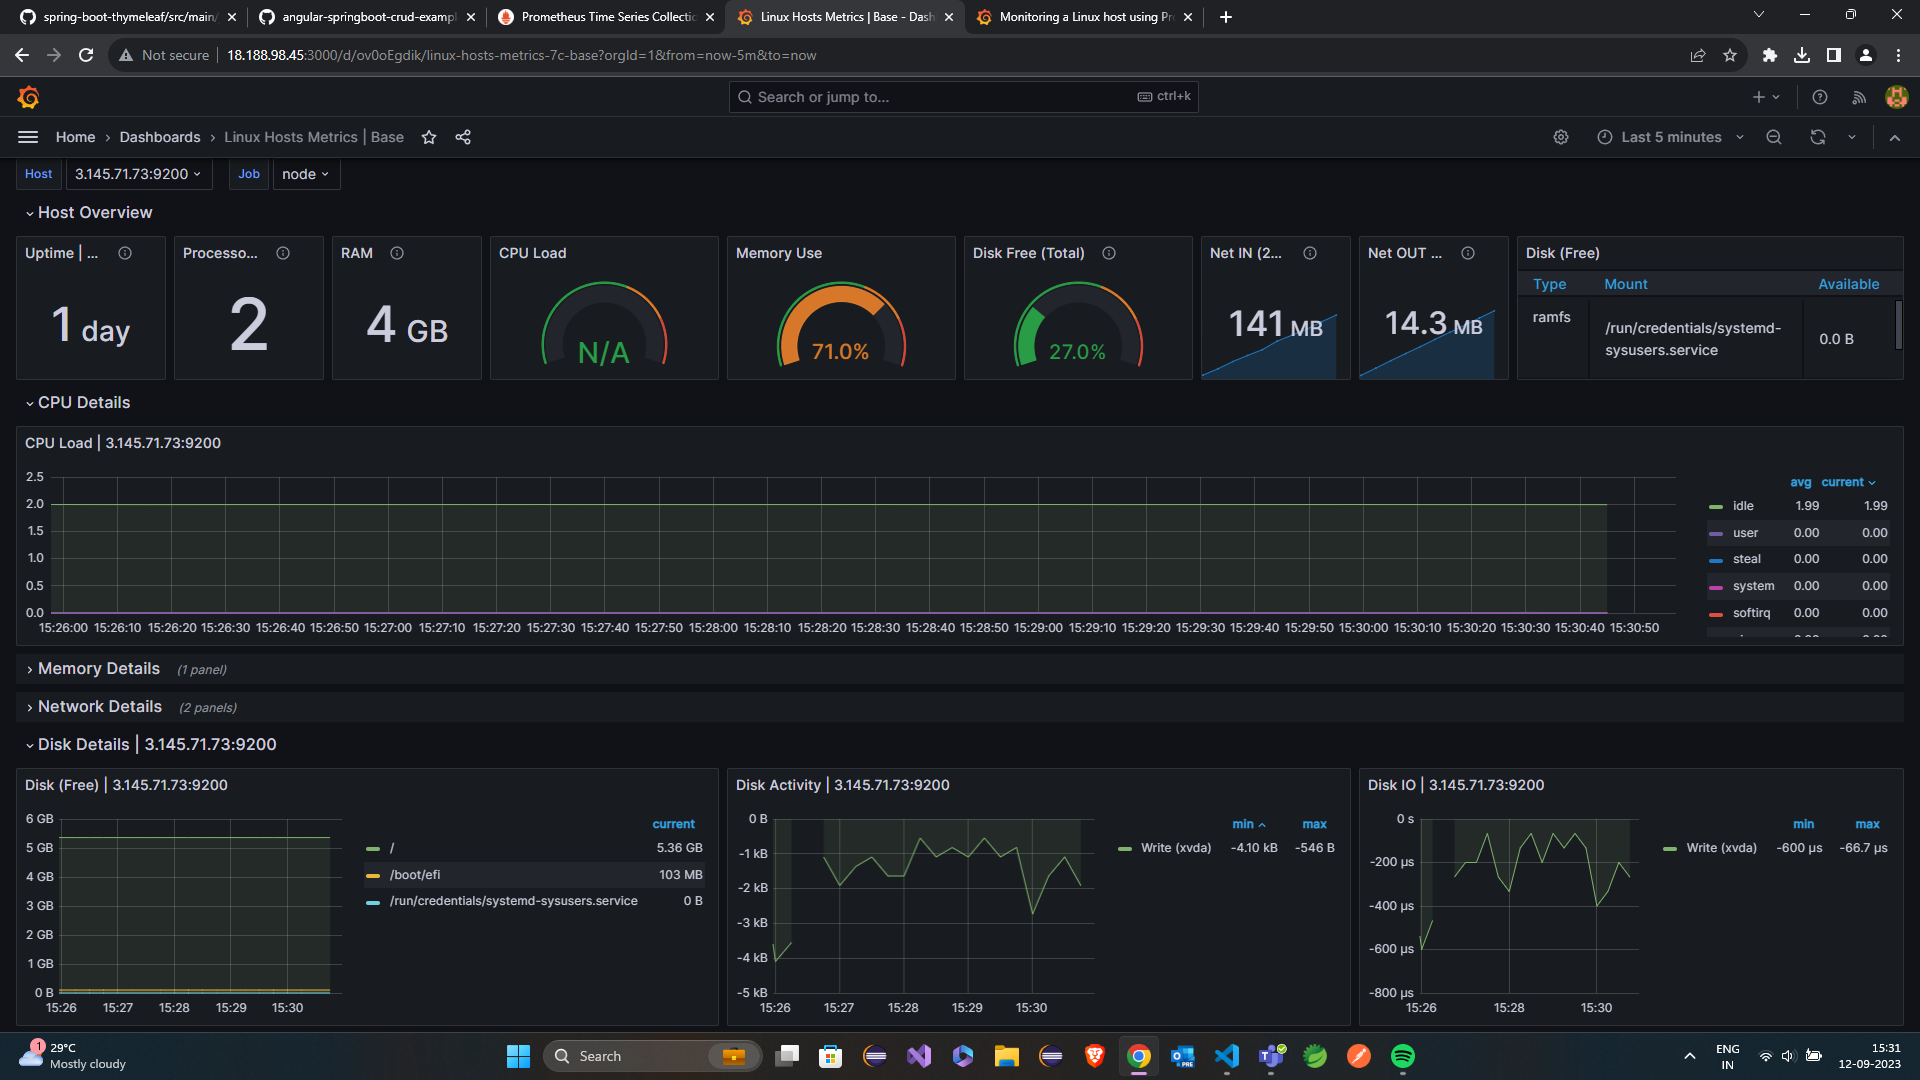 spring-boot-thymeleaf/src/main/
angular-springboot-crud-exampl
Prometheus Time Series Collectio
Linux Hosts Metrics | Base - Dash
Monitoring a Linux host using Pr
Not secure
18.188.98.45:3000/d/ov0oEgdik/linux-hosts-metrics-7c-base?orgId=1&from=now-5m&to=now
Search or jump to...
ctrl+k
Home
Dashboards
Linux Hosts Metrics | Base
Last 5 minutes
Host
3.145.71.73:9200
Job
node
Host Overview
Uptime | ...
1 day
Processo...
2
RAM
4 GB
CPU Load
N/A
Memory Use
71.0%
Disk Free (Total)
27.0%
Net IN (2...
141 MB
Net OUT ...
14.3 MB
Disk (Free)
Type Mount Available
ramfs /run/credentials/systemd-
sysusers.service
0.0 B
CPU Details
CPU Load | 3.145.71.73:9200
2.5
2.0
1.5
1.0
0.5
0.0
15:26:00 15:26:10 15:26:20 15:26:30 15:26:40 15:26:50 15:27:00 15:27:10 15:27:20 15:27:30 15:27:40 15:27:50 15:28:00 15:28:10 15:28:20 15:28:30 15:28:40 15:28:50 15:29:00 15:29:10 15:29:20 15:29:30 15:29:40 15:29:50 15:30:00 15:30:10 15:30:20 15:30:30 15:30:40 15:30:50
avg current
idle 1.99 1.99
user 0.00 0.00
steal 0.00 0.00
system 0.00 0.00
softirq 0.00 0.00
Memory Details (1 panel)
Network Details (2 panels)
Disk Details | 3.145.71.73:9200
Disk (Free) | 3.145.71.73:9200
6 GB
5 GB
4 GB
3 GB
2 GB
1 GB
0 B
15:26 15:27 15:28 15:29 15:30
current
/ 5.36 GB
/boot/efi 103 MB
/run/credentials/systemd-sysusers.service 0 B
Disk Activity | 3.145.71.73:9200
0 B
-1 kB
-2 kB
-3 kB
-4 kB
-5 kB
15:26 15:27 15:28 15:29 15:30
min max
Write (xvda) -4.10 kB -546 B
Disk IO | 3.145.71.73:9200
0 s
-200 µs
-400 µs
-600 µs
-800 µs
15:26 15:28 15:30
min max
Write (xvda) -600 µs -66.7 µs
1
29°C
Mostly cloudy
Search
PRE
ENG
IN
15:31
12-09-2023